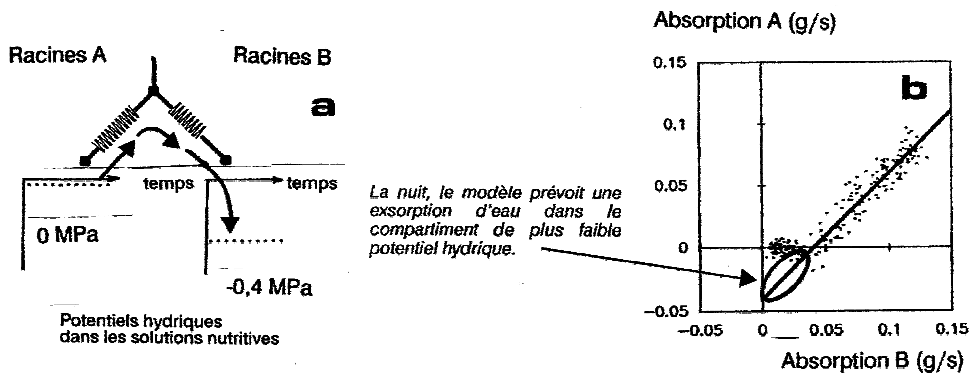 Racines A
Racines B
a
temps
temps
0 MPa
-0,4 MPa
Potentiels hydriques
dans les solutions nutritives
La nuit, le modèle prévoit une
exsorption d'eau dans le
compartiment de plus faible
potentiel hydrique.
Absorption A (g/s)
b
0.15
0.1
0.05
0
−0.05
−0.05
0
0.05
0.1
0.15
Absorption B (g/s)